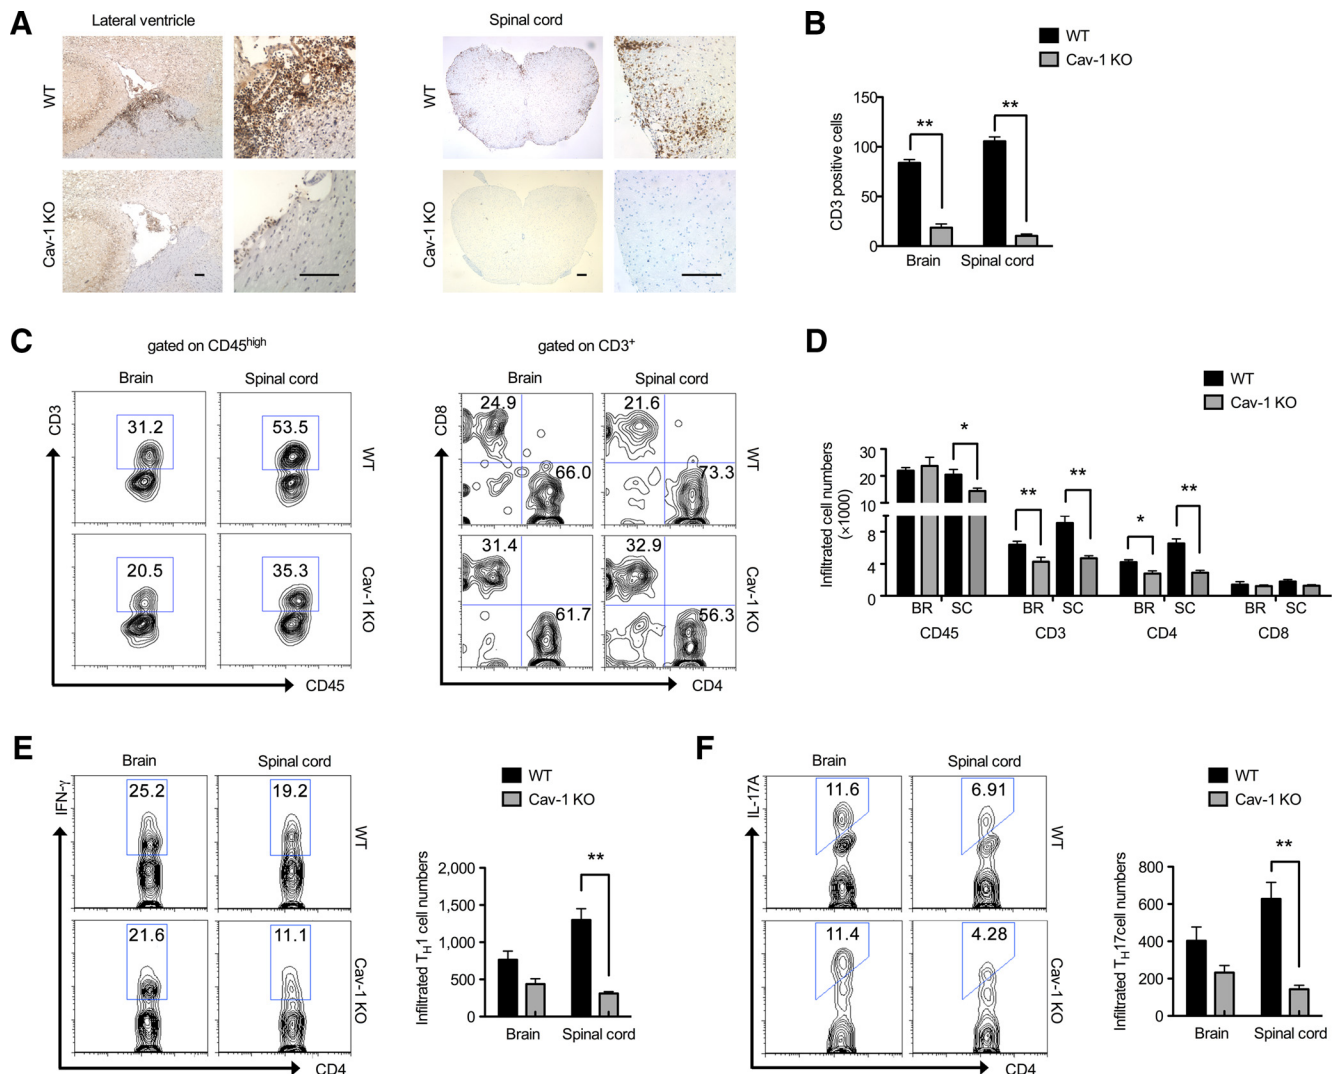 A
Lateral ventricle
Spinal cord
WT
Cav-1 KO
WT
Cav-1 KO
B
WT
Cav-1 KO
CD3 positive cells
150
100
50
0
**
**
Brain
Spinal cord
C
gated on CD45high
gated on CD3+
Brain
Spinal cord
Brain
Spinal cord
CD3
31.2
53.5
WT
20.5
35.3
Cav-1 KO
CD45
CD8
24.9
66.0
21.6
73.3
WT
31.4
61.7
32.9
56.3
Cav-1 KO
CD4
D
WT
Cav-1 KO
Infiltrated cell numbers
(×1000)
30
20
10
8
4
0
*
**
**
*
**
BR SC BR SC BR SC BR SC
CD45 CD3 CD4 CD8
E
Brain
Spinal cord
IFN-γ
25.2
19.2
WT
21.6
11.1
Cav-1 KO
CD4
WT
Cav-1 KO
Infiltrated TH1 cell numbers
2,000
1,500
1,000
500
0
**
Brain
Spinal cord
F
Brain
Spinal cord
IL-17A
11.6
6.91
WT
11.4
4.28
Cav-1 KO
CD4
WT
Cav-1 KO
Infiltrated TH17cell numbers
800
600
400
200
0
**
Brain
Spinal cord